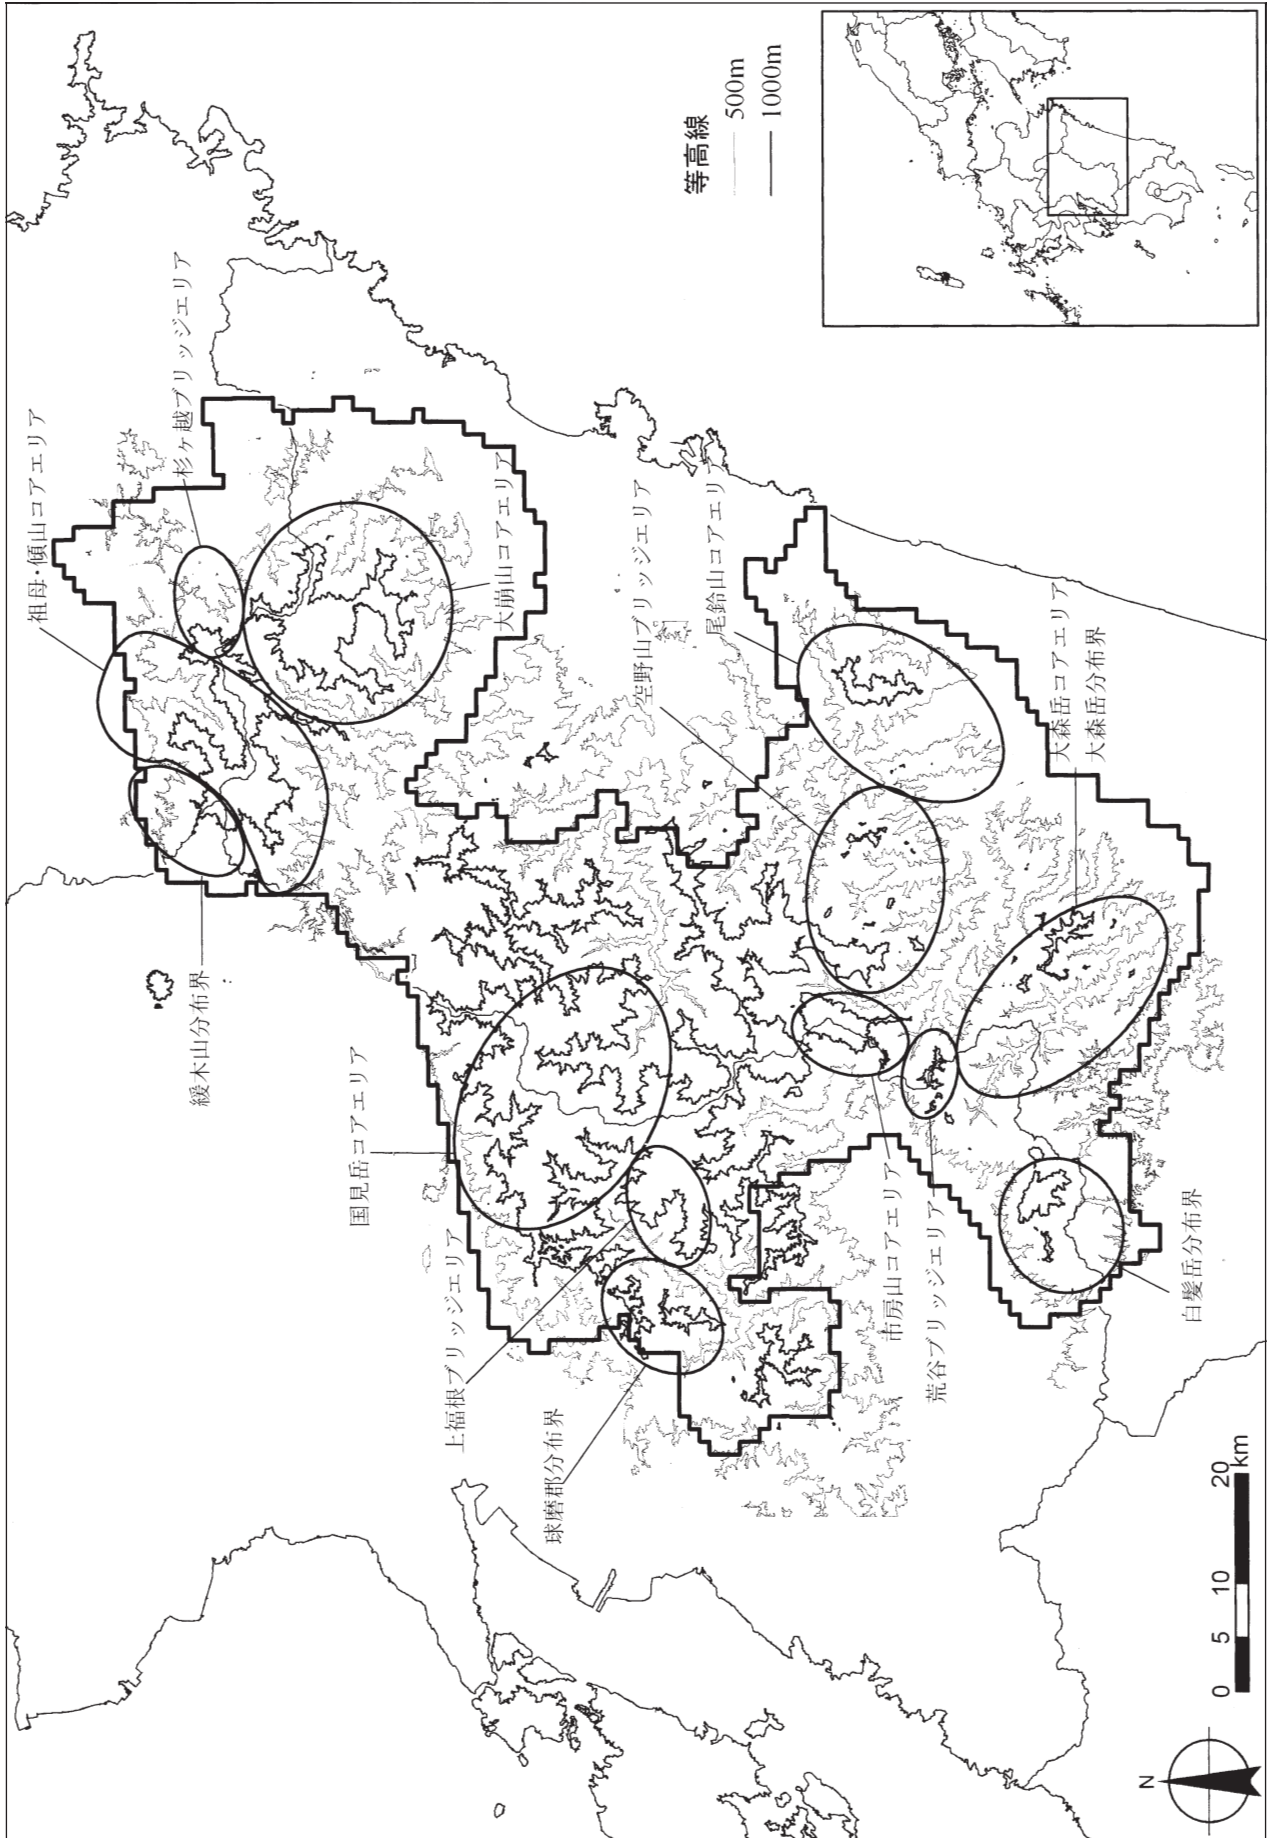 祖母・傾山コアエリア
杉ヶ越ブリッジエリア
大崩山コアエリア
緩木山分布界
国見岳コアエリア
上福根ブリッジエリア
球磨郡分布界
空野山ブリッジエリア
尾鈴山コアエリア
大森岳コアエリア
大森岳分布界
市房山コアエリア
荒谷ブリッジエリア
白髪岳分布界
等高線
500m
1000m
0 5 10 20
km
N